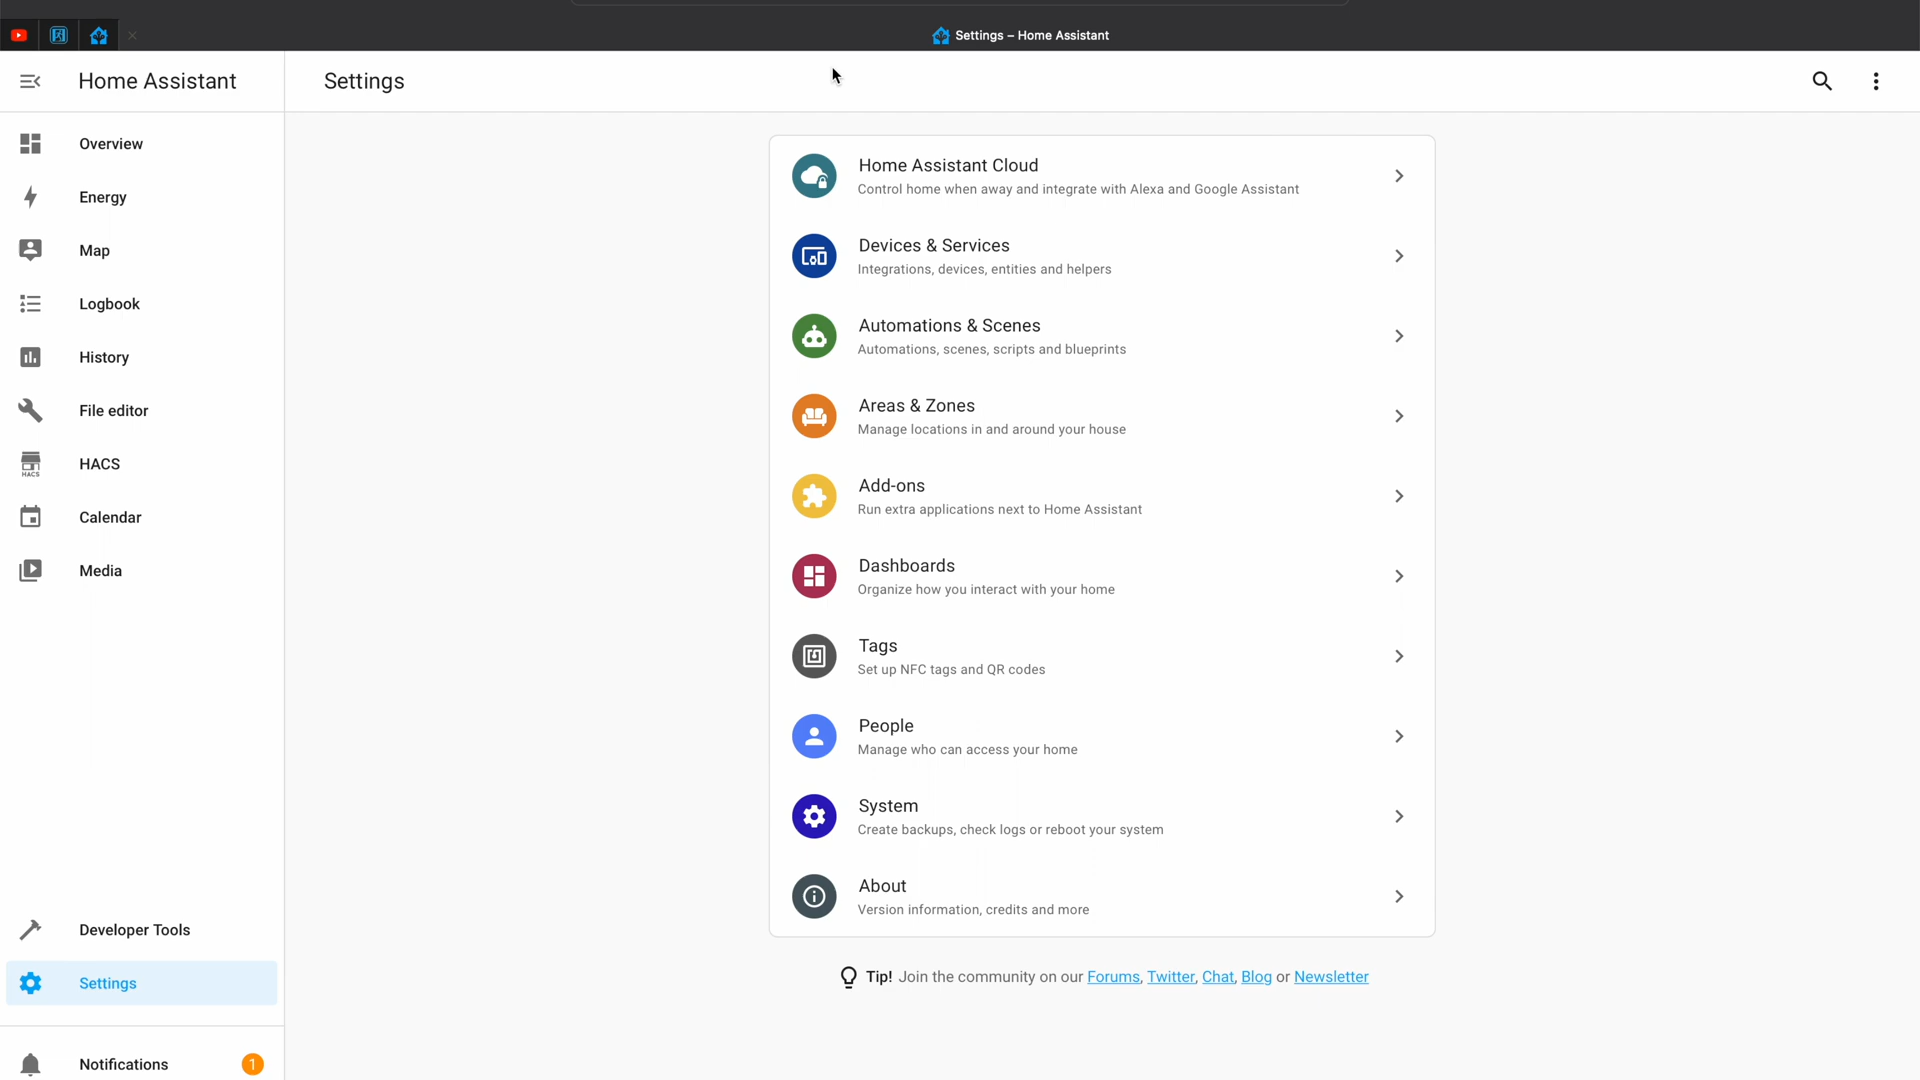 Settings – Home Assistant
Home Assistant
Settings
Overview
Energy
Map
Logbook
History
File editor
HACS
HACS
Calendar
Media
Developer Tools
Settings
Notifications
1
Home Assistant Cloud
Control home when away and integrate with Alexa and Google Assistant
Devices & Services
Integrations, devices, entities and helpers
Automations & Scenes
Automations, scenes, scripts and blueprints
Areas & Zones
Manage locations in and around your house
Add-ons
Run extra applications next to Home Assistant
Dashboards
Organize how you interact with your home
Tags
Set up NFC tags and QR codes
People
Manage who can access your home
System
Create backups, check logs or reboot your system
About
Version information, credits and more
Tip! Join the community on our Forums, Twitter, Chat, Blog or Newsletter